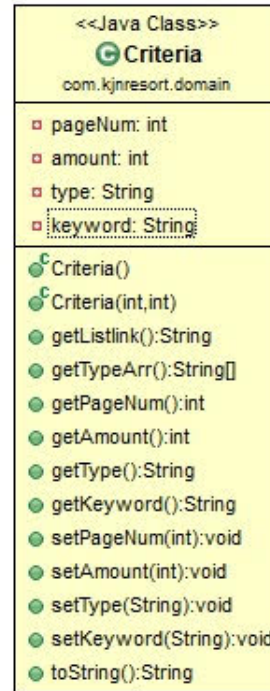 <<Java Class>>
Criteria
com.kjnresort.domain
pageNum: int
amount: int
type: String
keyword: String
Criteria()
Criteria(int,int)
getListlink():String
getTypeArr():String[]
getPageNum():int
getAmount():int
getType():String
getKeyword():String
setPageNum(int):void
setAmount(int):void
setType(String):void
setKeyword(String):void
toString():String